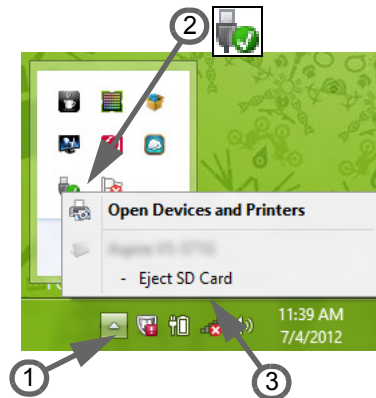 2
Open Devices and Printers
- Eject SD Card
11:39 AM
7/4/2012
1
3